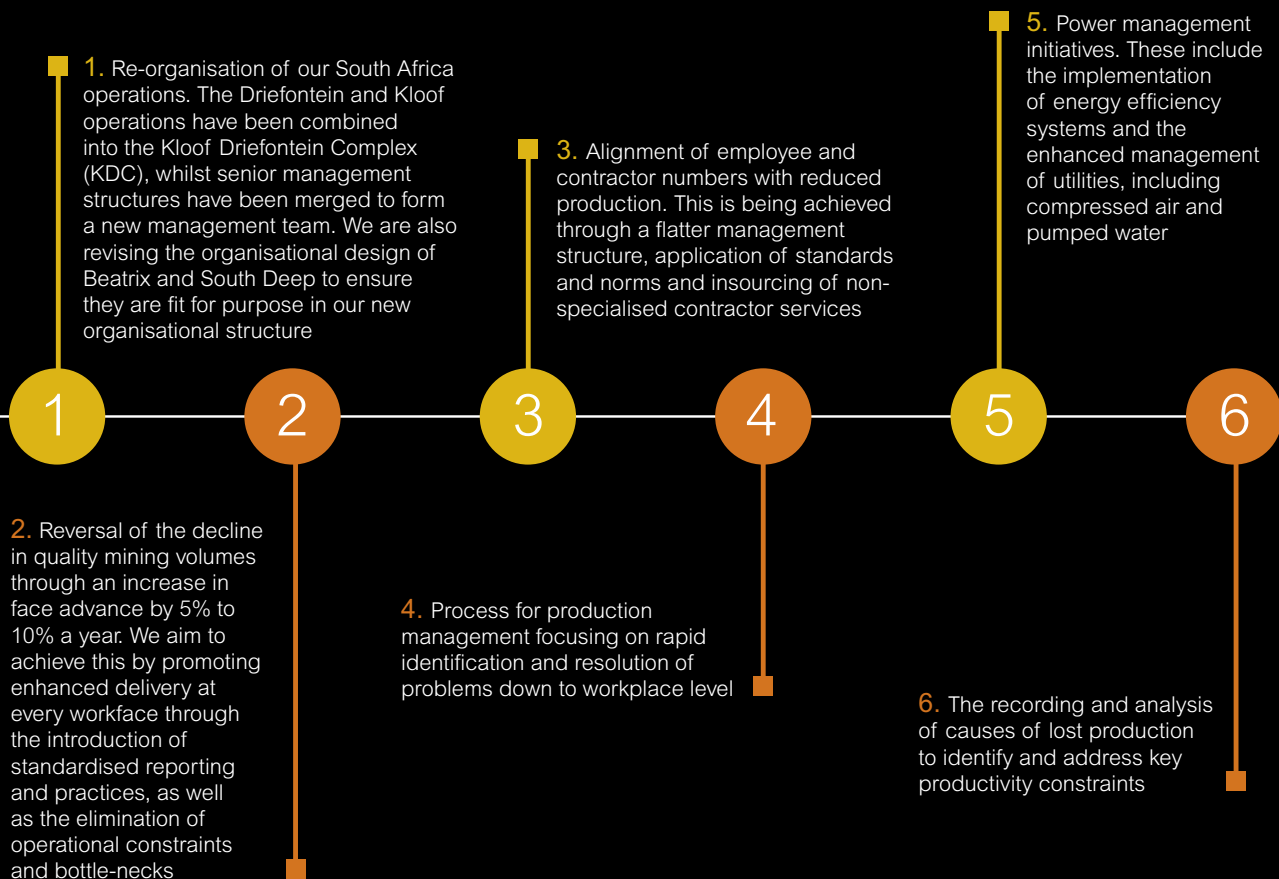 1. Re-organisation of our South Africa
operations. The Driefontein and Kloof
operations have been combined
into the Kloof Driefontein Complex
(KDC), whilst senior management
structures have been merged to form
a new management team. We are also
revising the organisational design of
Beatrix and South Deep to ensure
they are fit for purpose in our new
organisational structure
3. Alignment of employee and
contractor numbers with reduced
production. This is being achieved
through a flatter management
structure, application of standards
and norms and insourcing of non-
specialised contractor services
5. Power management
initiatives. These include
the implementation
of energy efficiency
systems and the
enhanced management
of utilities, including
compressed air and
pumped water
1
2
3
4
5
6
2. Reversal of the decline
in quality mining volumes
through an increase in
face advance by 5% to
10% a year. We aim to
achieve this by promoting
enhanced delivery at
every workface through
the introduction of
standardised reporting
and practices, as well
as the elimination of
operational constraints
and bottle-necks
4. Process for production
management focusing on rapid
identification and resolution of
problems down to workplace level
6. The recording and analysis
of causes of lost production
to identify and address key
productivity constraints